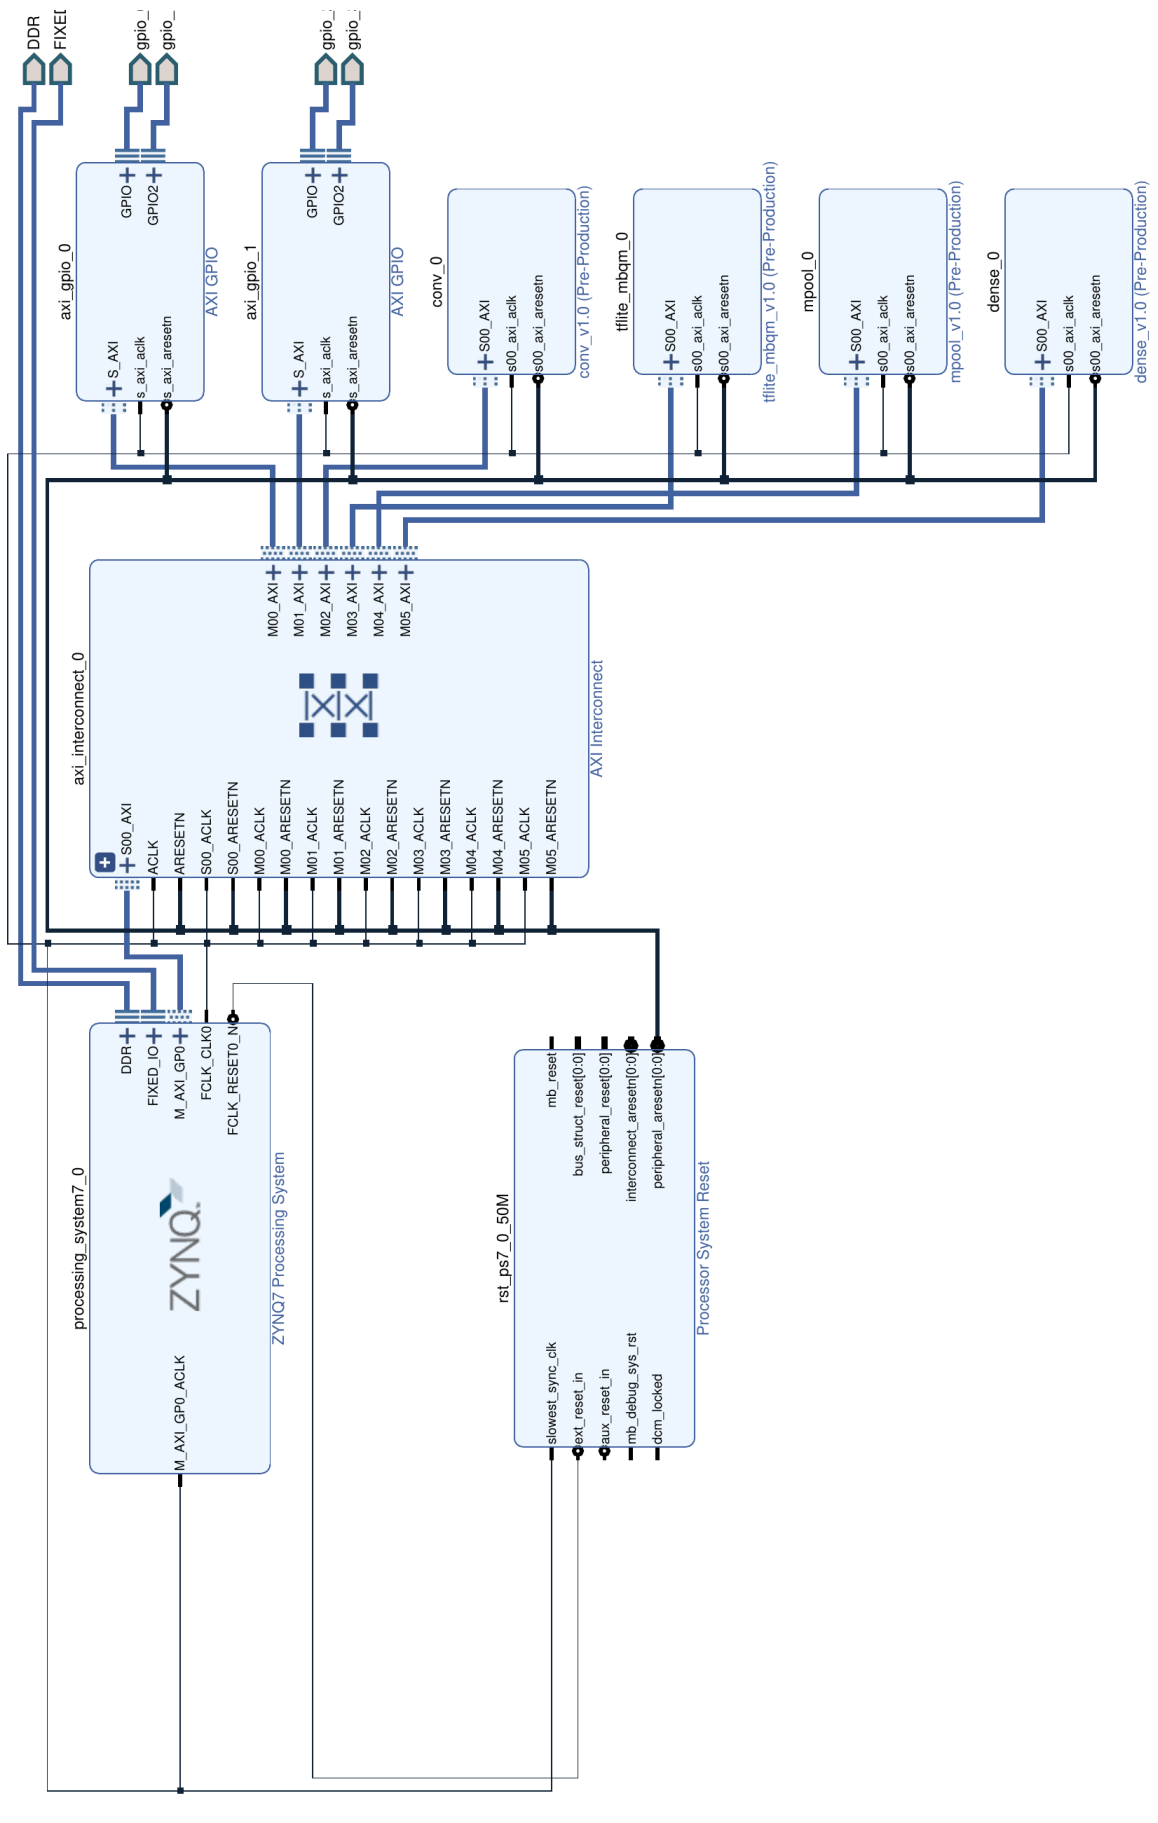 processing_system7_0
DDR
FIXED_IO
M_AXI_GP0
FCLK_CLK0
FCLK_RESET0_N
M_AXI_GP0_ACLK
ZYNQ.
ZYNQ7 Processing System
rst_ps7_0_50M
slowest_sync_clk
ext_reset_in
aux_reset_in
mb_debug_sys_rst
dcm_locked
mb_reset
bus_struct_reset[0:0]
peripheral_reset[0:0]
interconnect_aresetn[0:0]
peripheral_aresetn[0:0]
Processor System Reset
axi_interconnect_0
S00_AXI
ACLK
ARESETN
S00_ACLK
S00_ARESETN
M00_ACLK
M00_ARESETN
M01_ACLK
M01_ARESETN
M02_ACLK
M02_ARESETN
M03_ACLK
M03_ARESETN
M04_ACLK
M04_ARESETN
M05_ACLK
M05_ARESETN
M00_AXI
M01_AXI
M02_AXI
M03_AXI
M04_AXI
M05_AXI
AXI Interconnect
axi_gpio_0
S_AXI
s_axi_aclk
s_axi_aresetn
GPIO
GPIO2
AXI GPIO
axi_gpio_1
S_AXI
s_axi_aclk
s_axi_aresetn
GPIO
GPIO2
AXI GPIO
conv_0
S00_AXI
s00_axi_aclk
s00_axi_aresetn
conv_v1.0 (Pre-Production)
tflite_mbqm_0
S00_AXI
s00_axi_aclk
s00_axi_aresetn
tflite_mbqm_v1.0 (Pre-Production)
mpool_0
S00_AXI
s00_axi_aclk
s00_axi_aresetn
mpool_v1.0 (Pre-Production)
dense_0
S00_AXI
s00_axi_aclk
s00_axi_aresetn
dense_v1.0 (Pre-Production)
DDR
FIXED
gpio_
gpio_
gpio_
gpio_